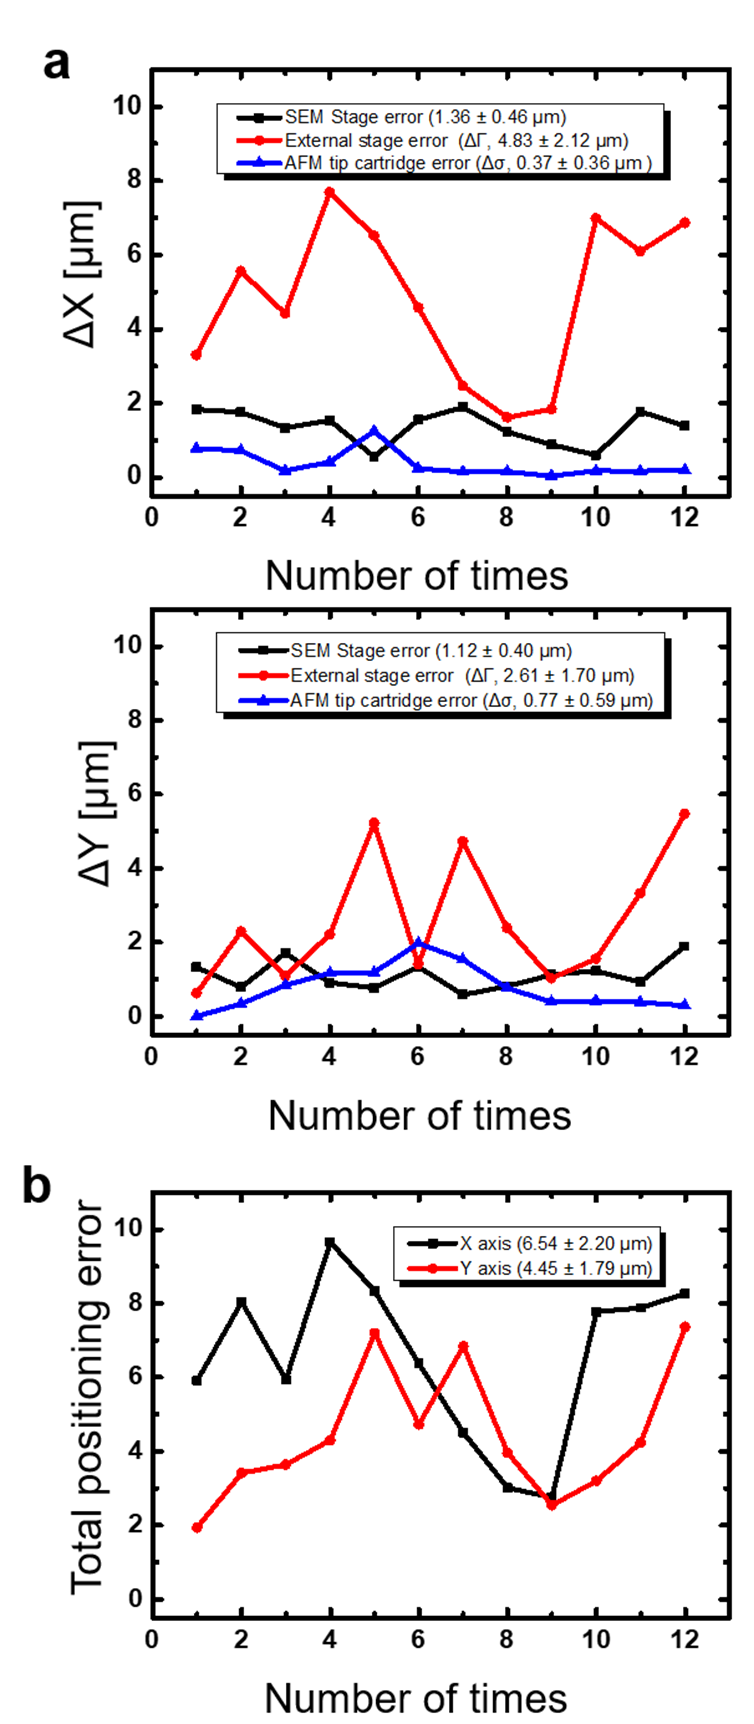 a
10
8
6
4
2
0
ΔX [μm]
SEM Stage error (1.36 ± 0.46 μm)
External stage error (ΔΓ, 4.83 ± 2.12 μm)
AFM tip cartridge error (Δσ, 0.37 ± 0.36 μm )
0 2 4 6 8 10 12
Number of times
10
8
6
4
2
0
ΔY [μm]
SEM Stage error (1.12 ± 0.40 μm)
External stage error (ΔΓ, 2.61 ± 1.70 μm)
AFM tip cartridge error (Δσ, 0.77 ± 0.59 μm)
0 2 4 6 8 10 12
Number of times
b
10
8
6
4
2
0
Total positioning error
X axis (6.54 ± 2.20 μm)
Y axis (4.45 ± 1.79 μm)
0 2 4 6 8 10 12
Number of times